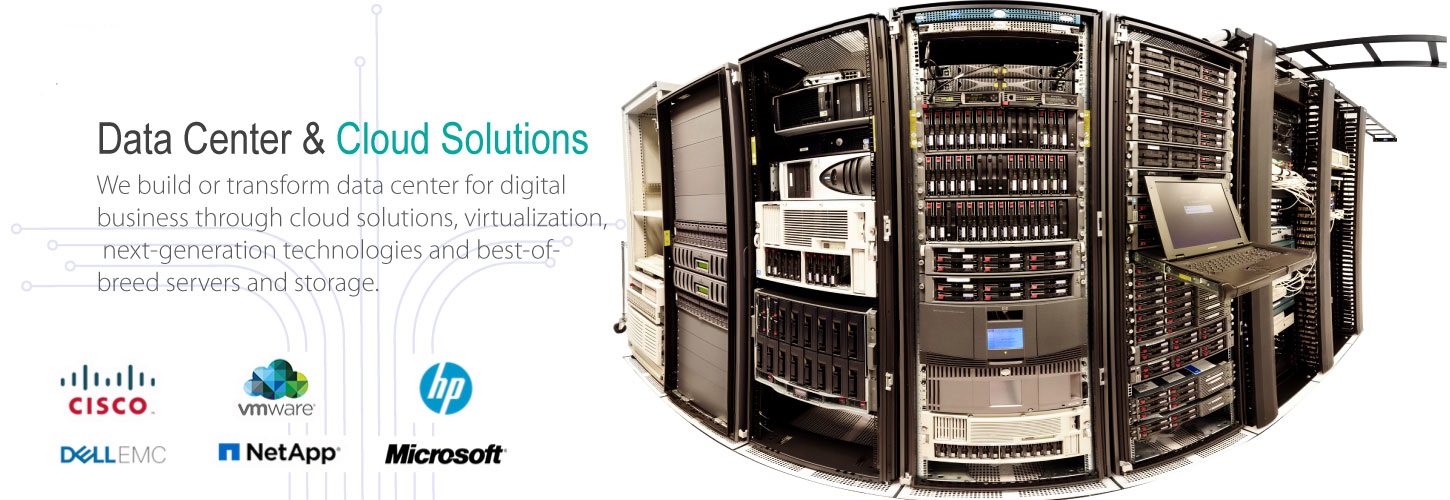 Data Center & Cloud Solutions
We build or transform data center for digital
business through cloud solutions, virtualization,
next-generation technologies and best-of-
breed servers and storage.
CISCO
vmware
hp
DELLEMC
NetApp
Microsoft